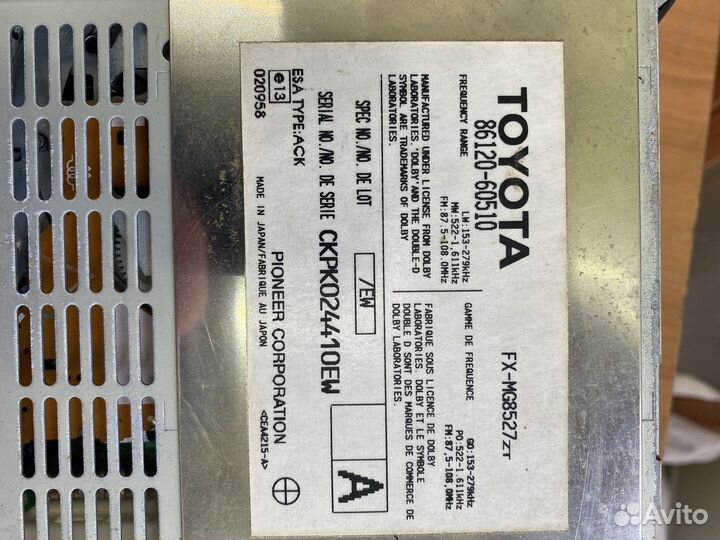 TOYOTA
86120-60510
FX-MG8527ZT
FREQUENCY RANGE
LW:153-279kHz
MW:522-1,611kHz
FM:87.5-108.0MHz
GAMME DE FREQUENCE
GO:153-279kHz
PO:522-1,611kHz
FM:87,5-108,0MHz
MANUFACTURED UNDER LICENSE FROM DOLBY
LABORATORIES. 'DOLBY'AND THE DOUBLE-D
SYMBOL ARE TRADEMARKS OF DOLBY
LABORATORIES.
FABRIQUE SOUS LICENCE DE DOLBY
LABORATORIES. DOLBY ET LE SYMBOLE
DOUBLE D SONT DES MARQUES DE COMMERCE DE
DOLBY LABORATORIES.
SPEC NO./NO. DE LOT
/EW
A
SERIAL NO./NO. DE SERIE CKPK024410EW
ESA TYPE:ACK
e13
020958
PIONEER CORPORATION
MADE IN JAPAN/FABRIQUE AU JAPON
<CEA4215-A>
Avito